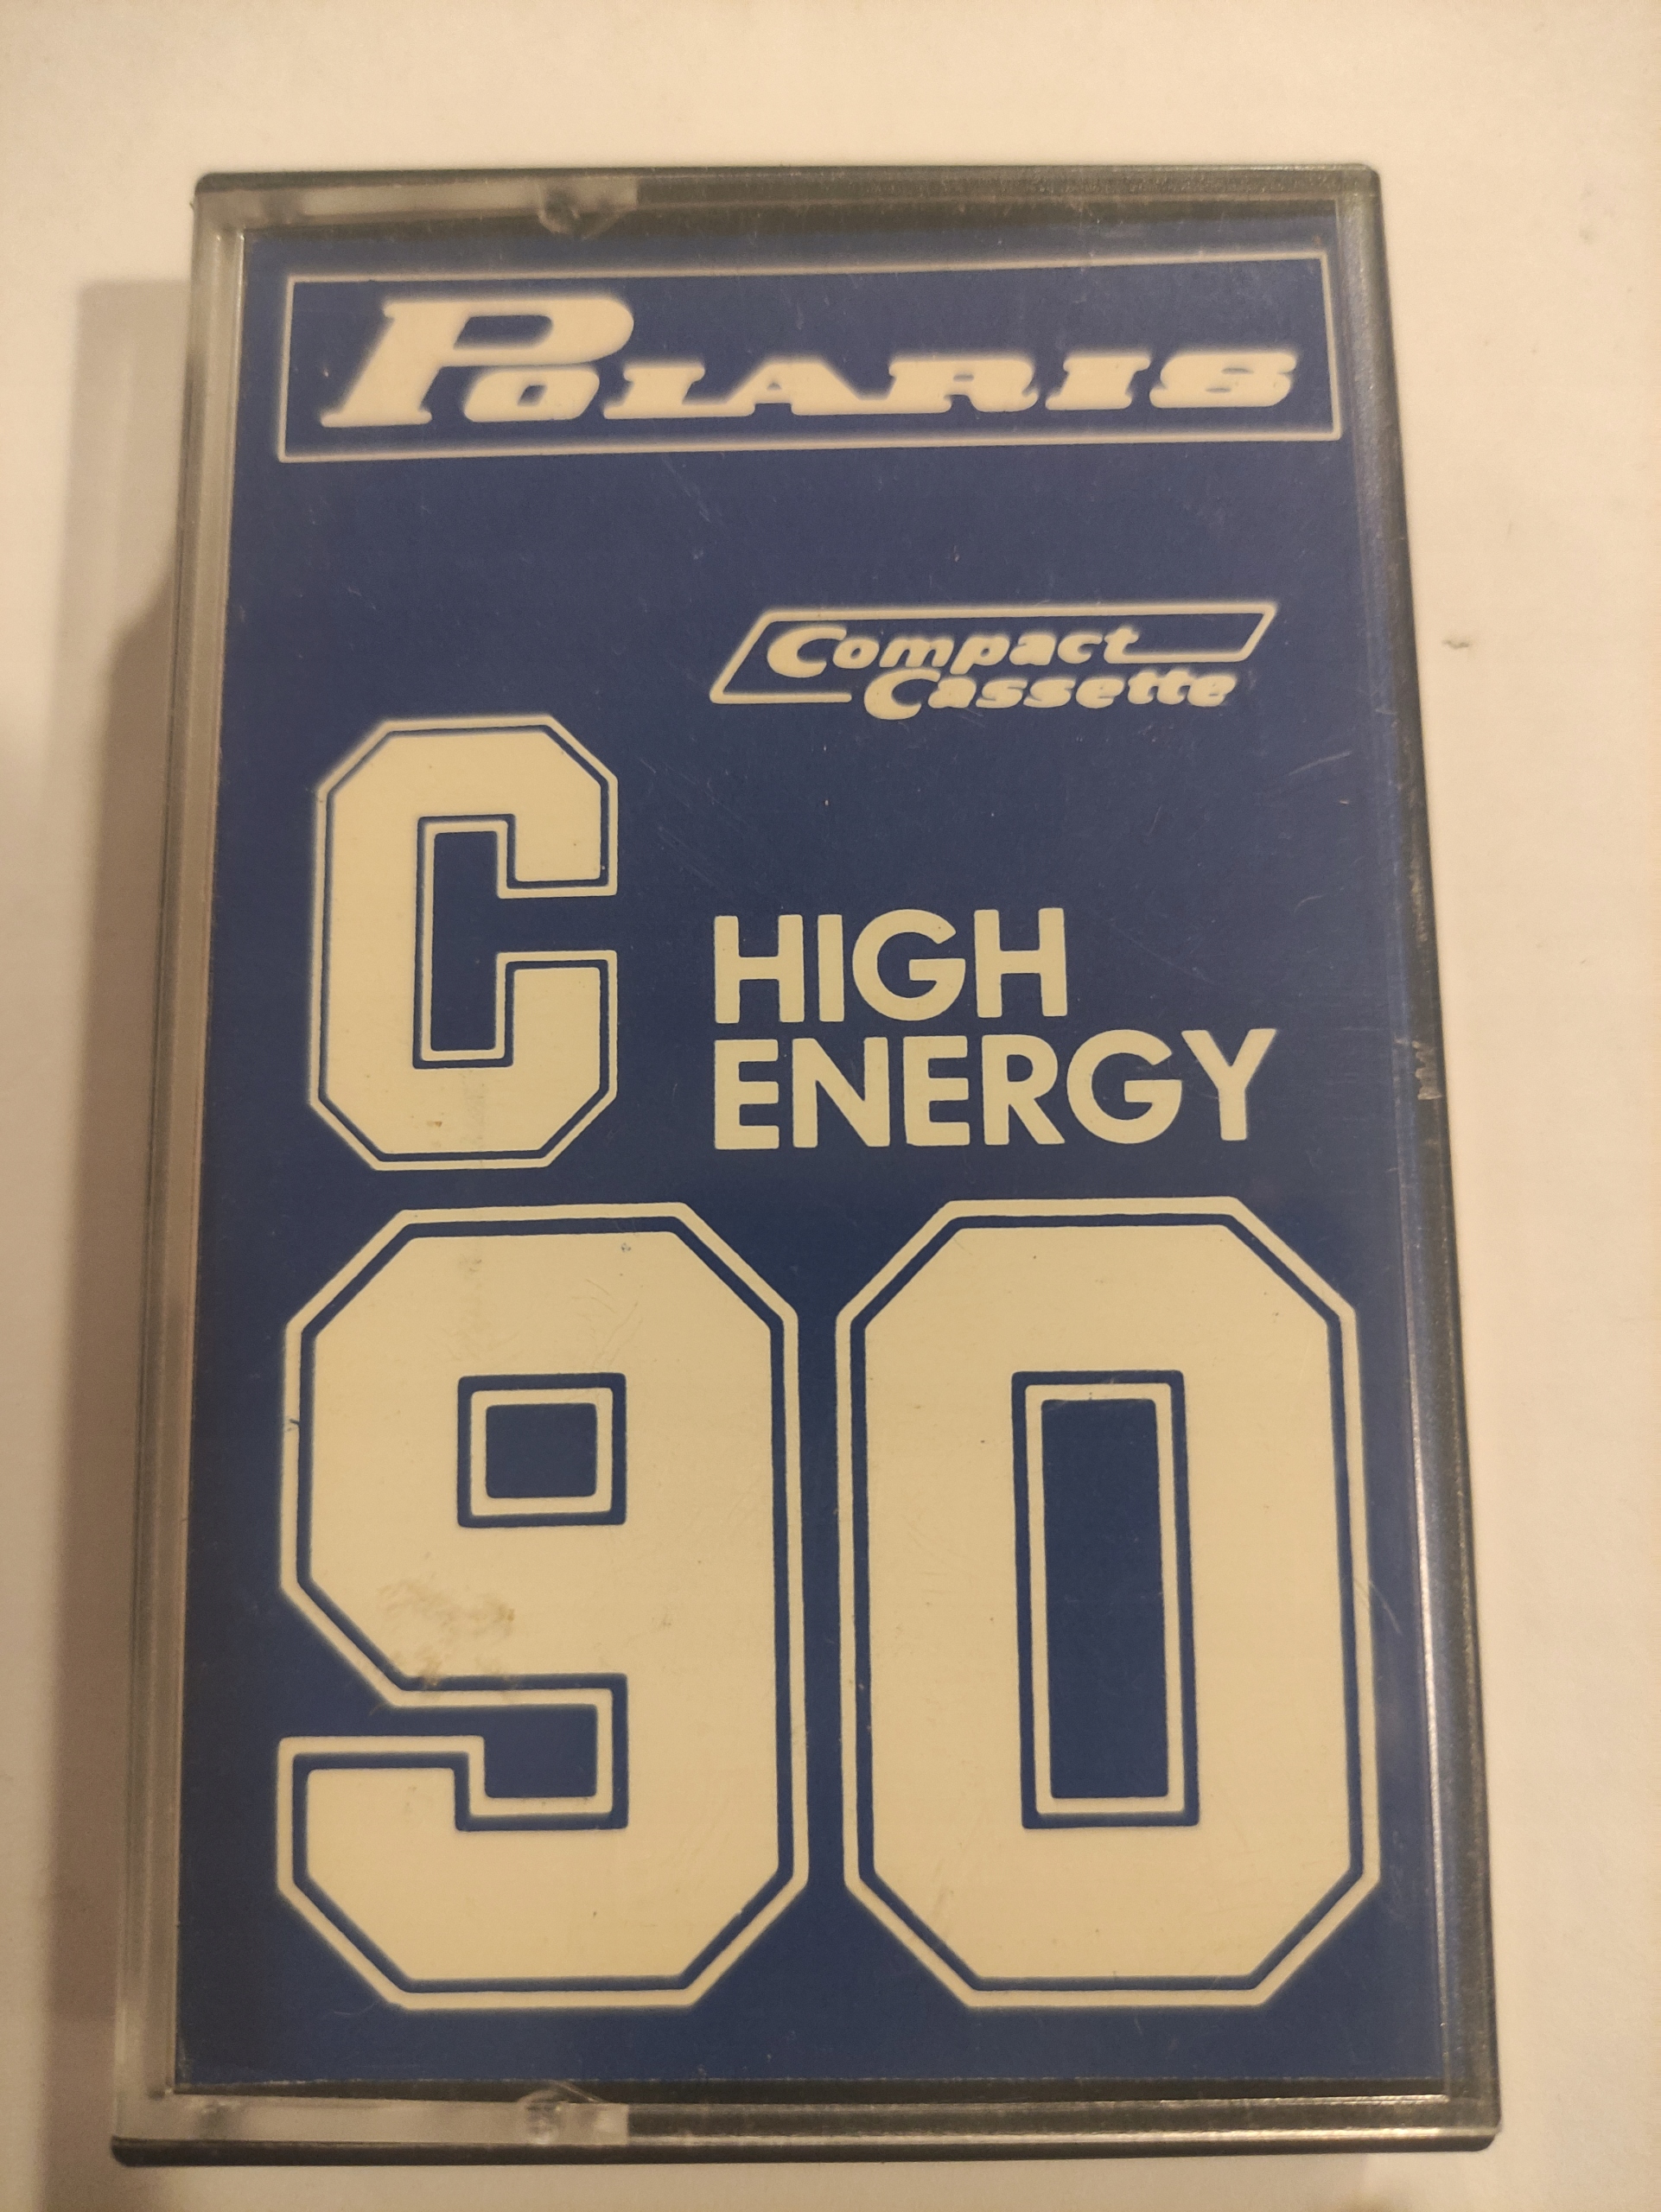 POLARIS
Compact
Cassette
C
HIGH
ENERGY
90